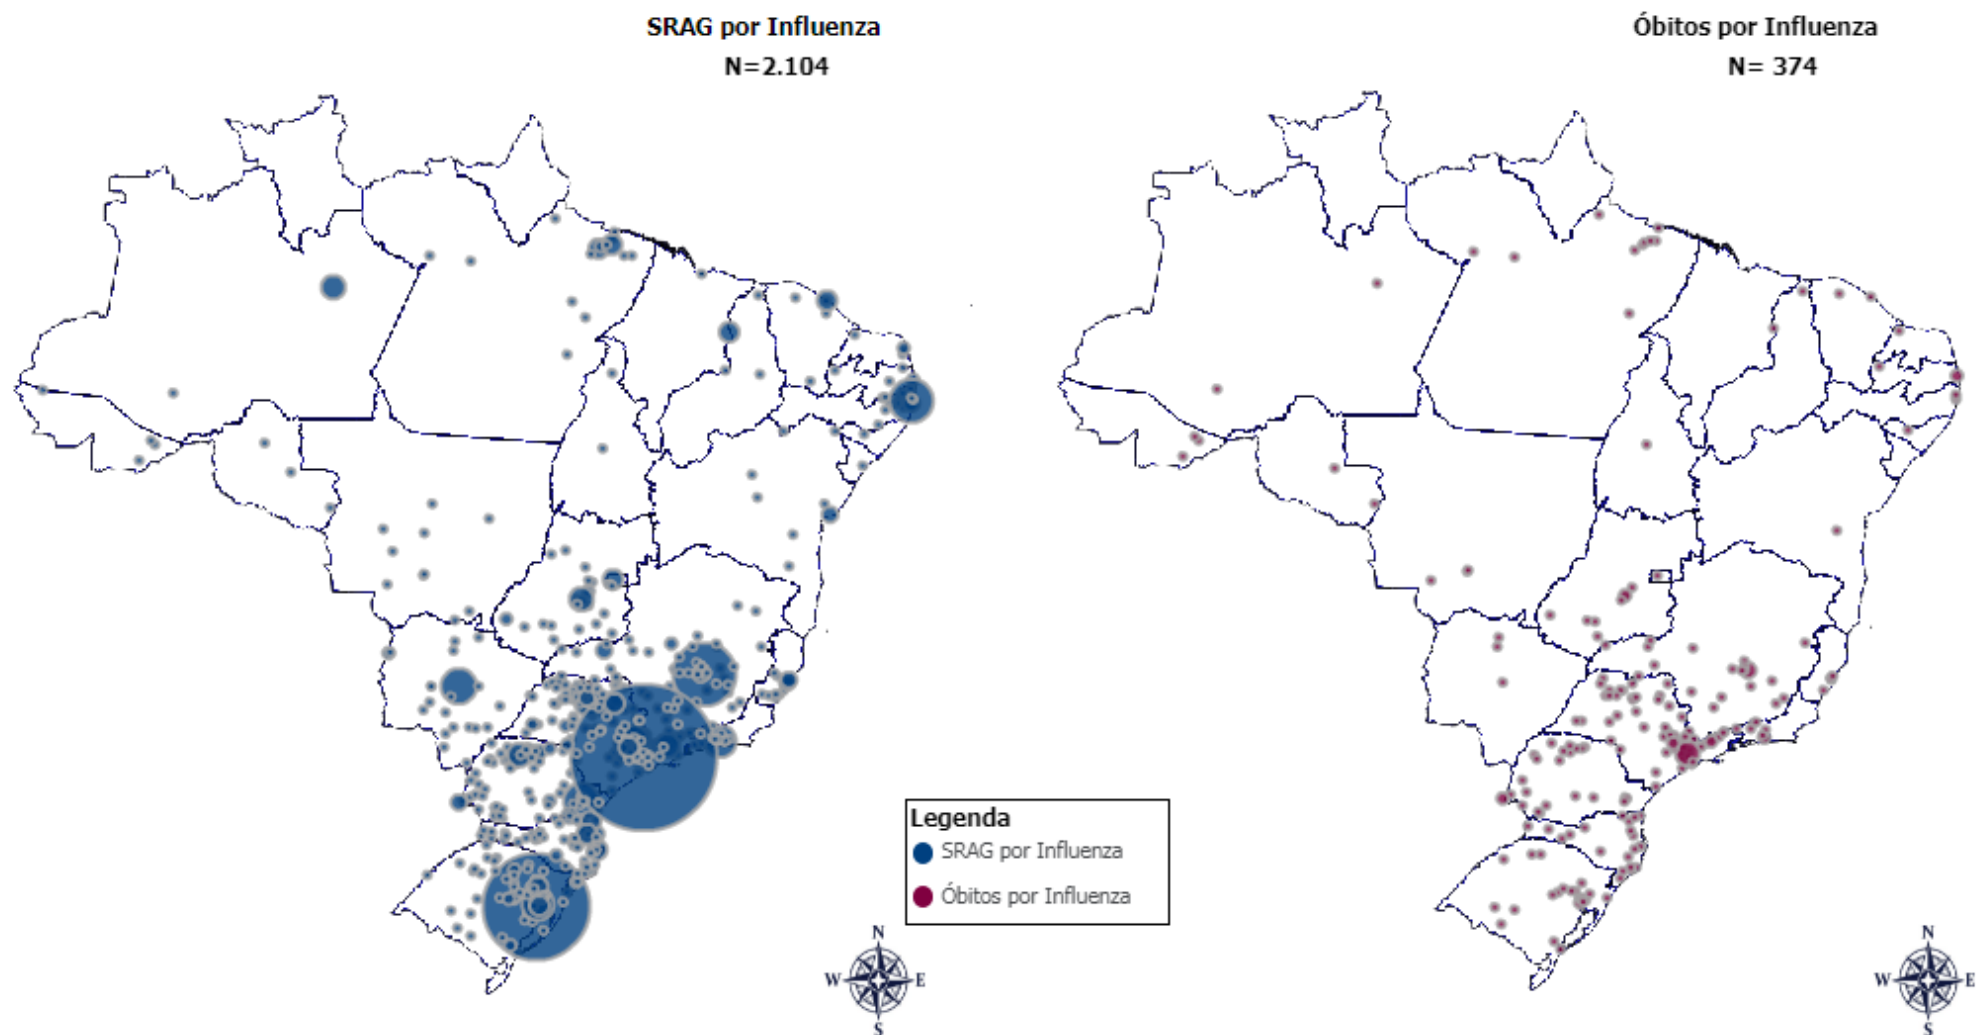 SRAG por Influenza
N=2.104
Óbitos por Influenza
N= 374
Legenda
SRAG por Influenza
Óbitos por Influenza
N
W E
S
N
W E
S